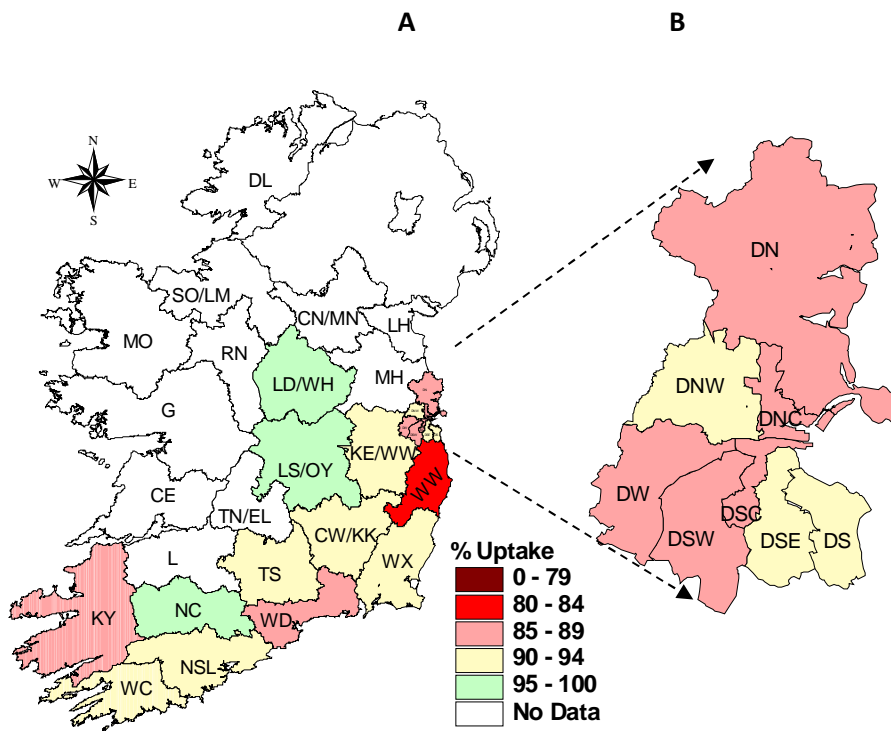 A
B
N
W E
S
DL
SO/LM
CN/MN
LH
MO
RN
LD/WH
MH
G
LS/OY
KE/WW
WW
CE
TN/EL
CW/KK
L
TS
WX
KY
NC
WD
NSL
WC
DN
DNW
DNC
DW
DSC
DSW
DSE
DS
% Uptake
0 - 79
80 - 84
85 - 89
90 - 94
95 - 100
No Data